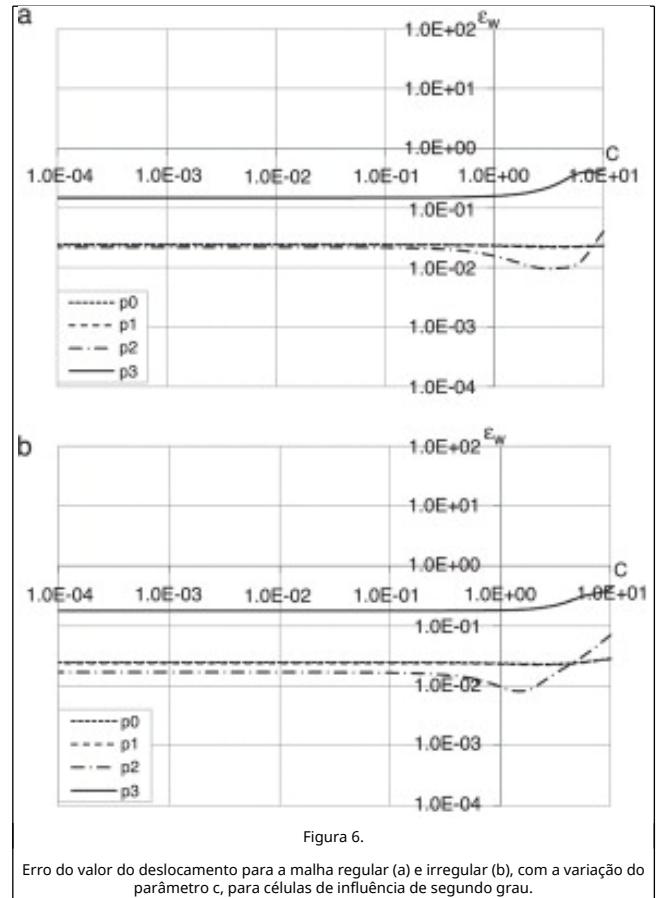 a
1.0E+02
εw
1.0E+01
1.0E+00
C
1.0E-04 1.0E-03 1.0E-02 1.0E-01 1.0E+00 1.0E+01
1.0E-01
1.0E-02
p0
p1
p2
p3
1.0E-03
1.0E-04
b
1.0E+02
εw
1.0E+01
1.0E+00
C
1.0E-04 1.0E-03 1.0E-02 1.0E-01 1.0E+00 1.0E+01
1.0E-01
1.0E-02
p0
p1
p2
p3
1.0E-03
1.0E-04
Figura 6.
Erro do valor do deslocamento para a malha regular (a) e irregular (b), com a variação do
parâmetro c, para células de influência de segundo grau.